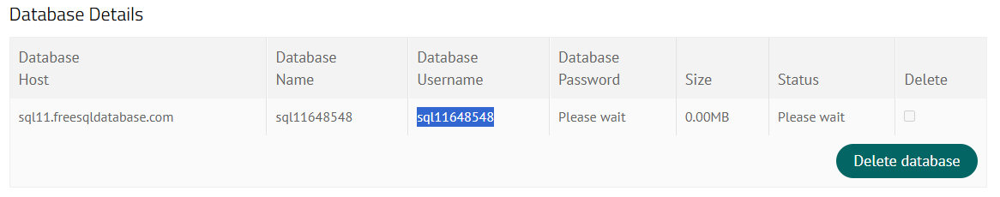 Database Details
Database Host
Database Name
Database Username
Database Password
Size
Status
Delete
sql11.freesqldatabase.com
sql11648548
sql11648548
Please wait
0.00MB
Please wait
Delete database